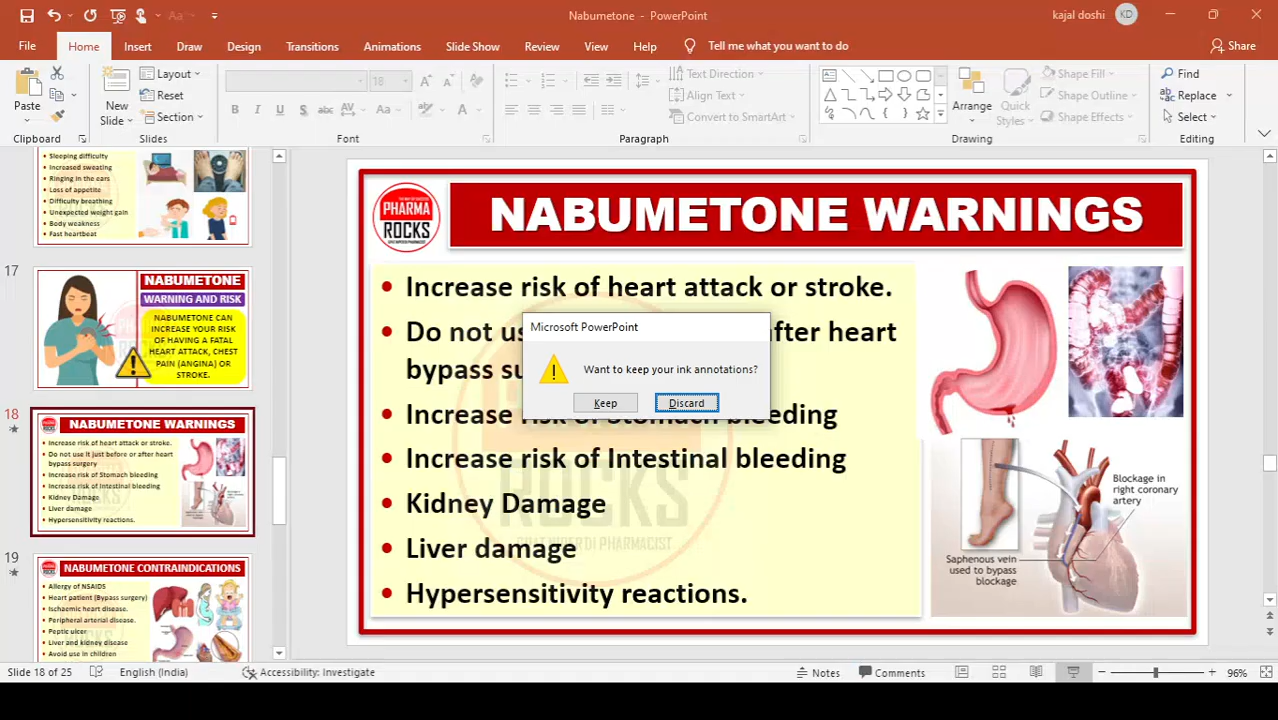 Nabumetone - PowerPoint
kajal doshi
KD
File
Home
Insert
Draw
Design
Transitions
Animations
Slide Show
Review
View
Help
Tell me what you want to do
Share
Paste
Clipboard
New
Slide
Layout
Reset
Section
Slides
18
B I U S abc AV Aa A
Font
Text Direction
Align Text
Convert to SmartArt
Paragraph
Arrange
Quick
Styles
Shape Fill
Shape Outline
Shape Effects
Drawing
Find
Replace
Select
Editing
Sleeping difficulty
Increased sweating
Ringing in the ears
Loss of appetite
Difficulty breathing
Unexpected weight gain
Body weakness
Fast heartbeat
17
NABUMETONE
WARNING AND RISK
NABUMETONE CAN
INCREASE YOUR RISK
OF HAVING A FATAL
HEART ATTACK, CHEST
PAIN (ANGINA) OR
STROKE.
18
NABUMETONE WARNINGS
Increase risk of heart attack or stroke.
Do not use It just before or after heart
bypass surgery
Increase risk of Stomach bleeding
Increase risk of Intestinal bleeding
Kidney Damage
Liver damage
Hypersensitivity reactions.
19
NABUMETONE CONTRAINDICATIONS
Allergy of NSAIDS
Heart patient (Bypass surgery)
Ischaemic heart disease.
Peripheral arterial disease.
Peptic ulcer
Liver and kidney disease
Avoid use in children
PHARMA
ROCKS
NABUMETONE WARNINGS
• Increase risk of heart attack or stroke.
• Do not us after heart
bypass su
• Increase risk of Stomach bleeding
• Increase risk of Intestinal bleeding
• Kidney Damage
• Liver damage
• Hypersensitivity reactions.
ROCKS
Microsoft PowerPoint
Want to keep your ink annotations?
Keep
Discard
Blockage in
right coronary
artery
Saphenous vein
used to bypass
blockage
Slide 18 of 25
English (India)
Accessibility: Investigate
Notes
Comments
96%